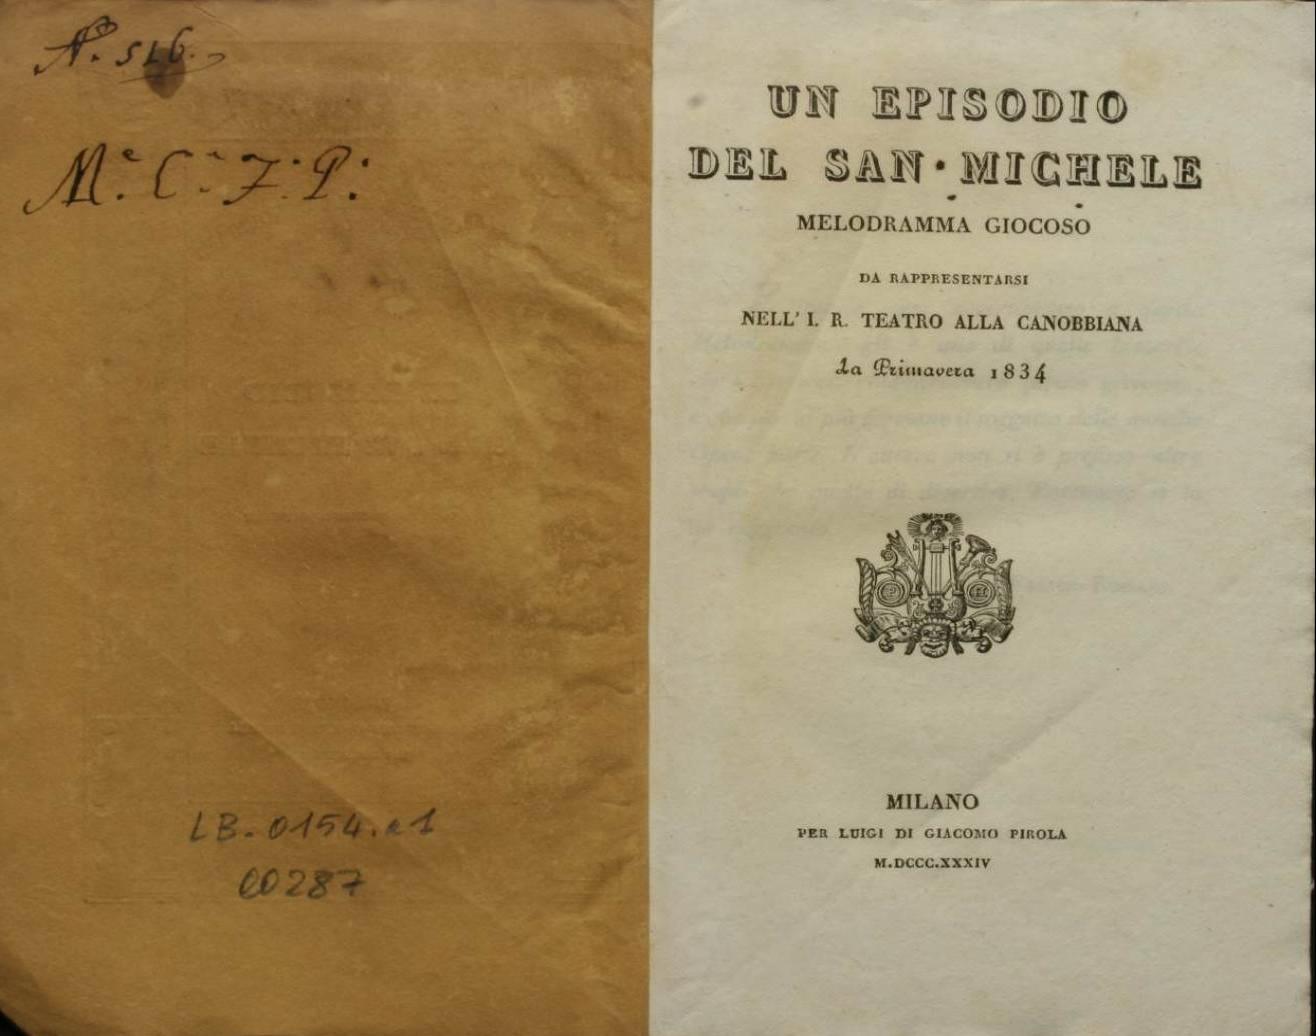 N.° 516.
M.e C.a F. P.
LB.0154.a1
00287
UN EPISODIO
DEL SAN MICHELE
MELODRAMMA GIOCOSO
DA RAPPRESENTARSI
NELL' I. R. TEATRO ALLA CANOBBIANA
La Primavera 1834
MILANO
PER LUIGI DI GIACOMO PIROLA
M.DCCC.XXXIV